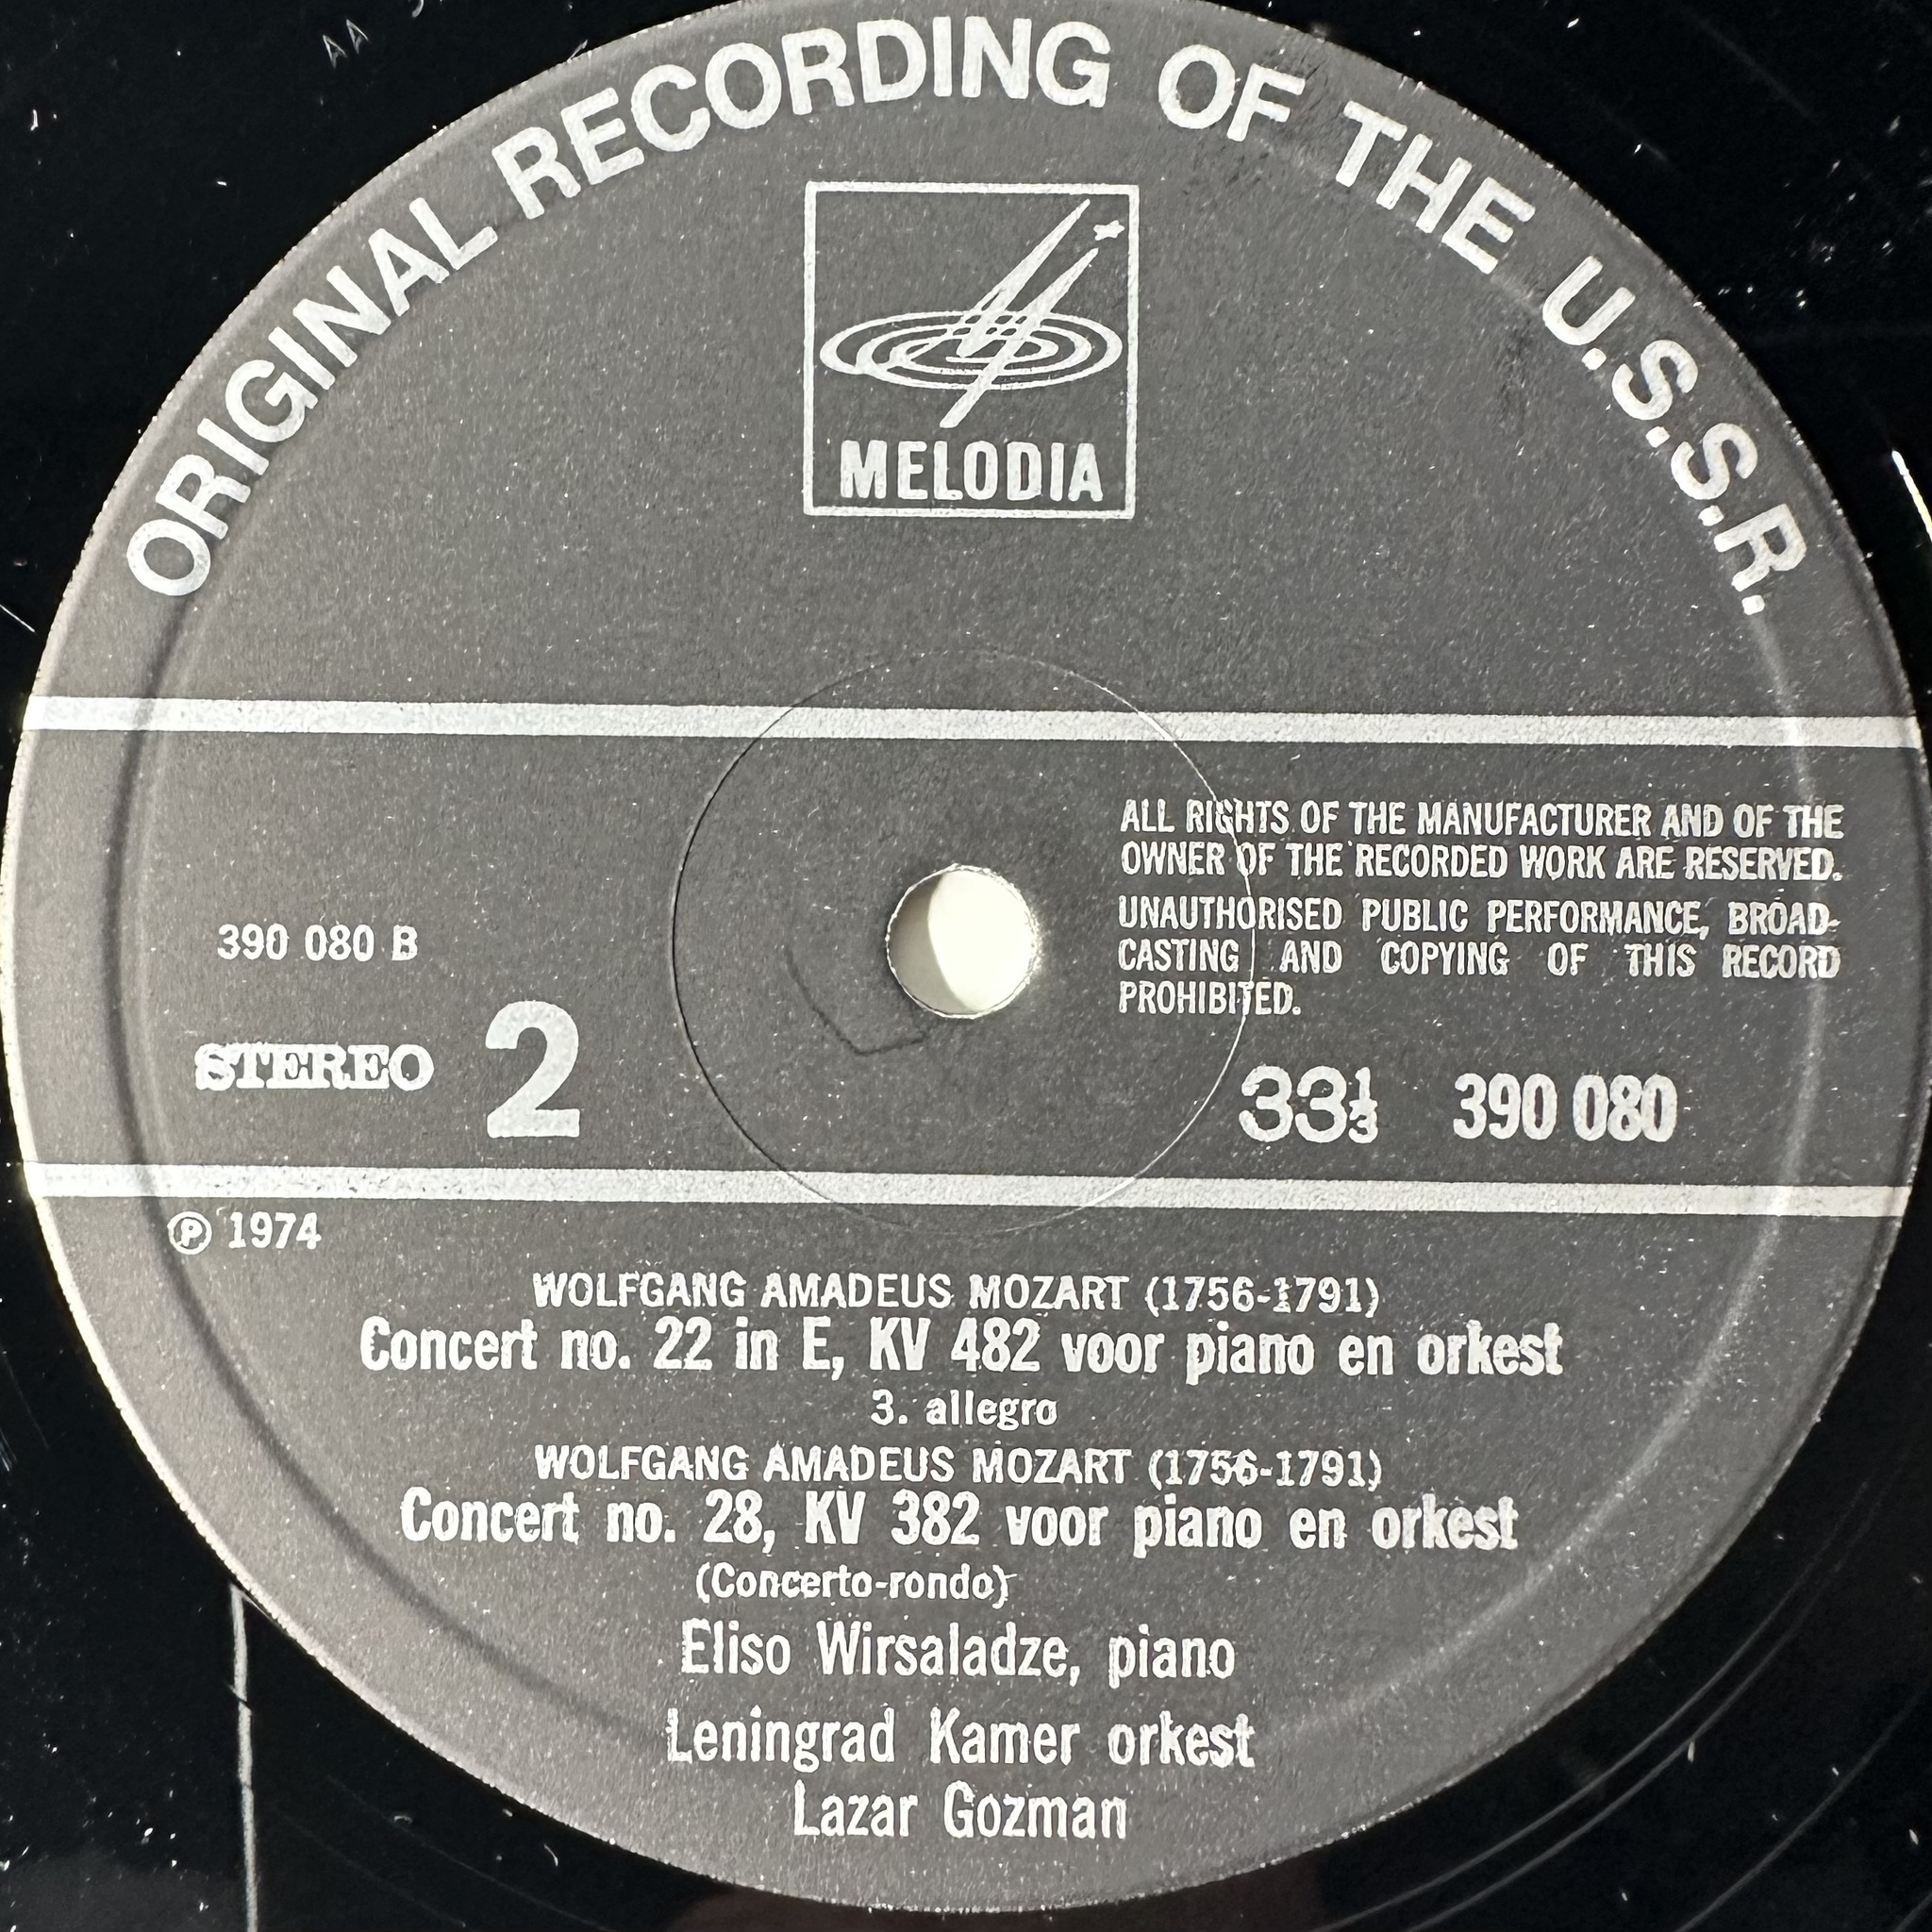 AA
ORIGINAL RECORDING OF THE U.S.S.R.
MELODIA
ALL RIGHTS OF THE MANUFACTURER AND OF THE
OWNER OF THE RECORDED WORK ARE RESERVED.
UNAUTHORISED PUBLIC PERFORMANCE, BROAD-
CASTING AND COPYING OF THIS RECORD
PROHIBITED.
390 080 B
STEREO 2
33⅓ 390 080
Ⓟ 1974
WOLFGANG AMADEUS MOZART (1756-1791)
Concert no. 22 in E, KV 482 voor piano en orkest
3. allegro
WOLFGANG AMADEUS MOZART (1756-1791)
Concert no. 28, KV 382 voor piano en orkest
(Concerto-rondo)
Eliso Wirsaladze, piano
Leningrad Kamer orkest
Lazar Gozman